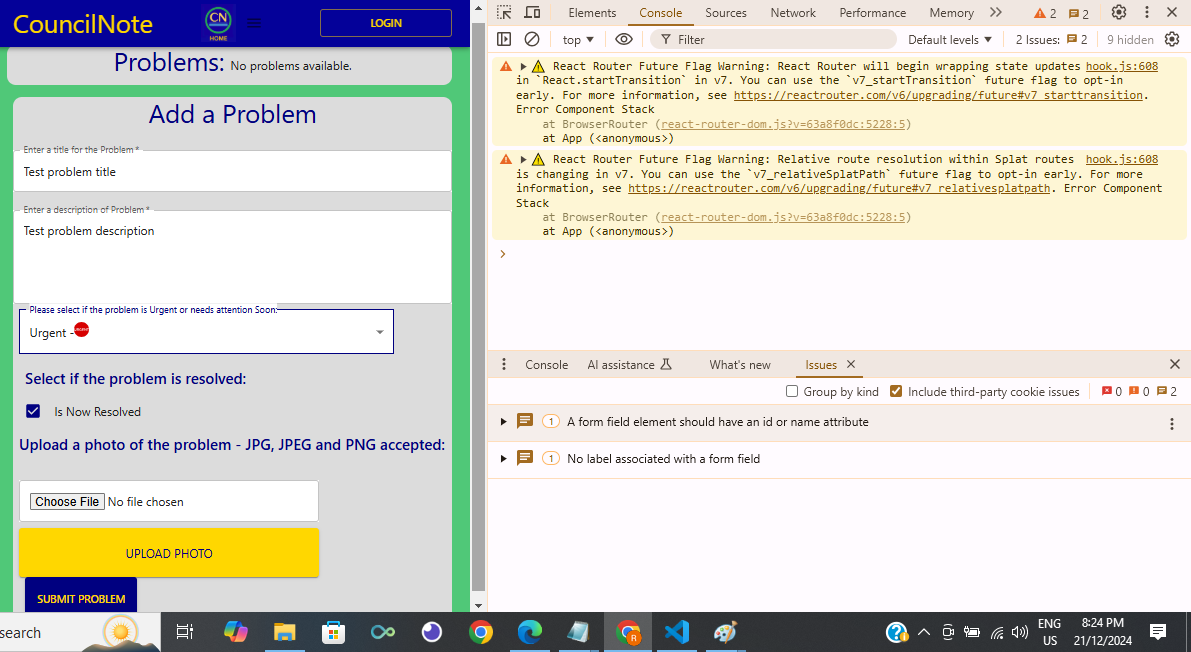 CouncilNote
CN
HOME
LOGIN
Problems: No problems available.
Add a Problem
Enter a title for the Problem *
Test problem title
Enter a description of Problem *
Test problem description
Please select if the problem is Urgent or needs attention Soon:
Urgent -
Select if the problem is resolved:
Is Now Resolved
Upload a photo of the problem - JPG, JPEG and PNG accepted:
Choose File No file chosen
UPLOAD PHOTO
SUBMIT PROBLEM
Elements Console Sources Network Performance Memory 2 2
top Filter Default levels 2 Issues: 2 9 hidden
React Router Future Flag Warning: React Router will begin wrapping state updates hook.js:608
in `React.startTransition` in v7. You can use the `v7_startTransition` future flag to opt-in
early. For more information, see https://reactrouter.com/v6/upgrading/future#v7_starttransition.
Error Component Stack
at BrowserRouter (react-router-dom.js?v=63a8f0dc:5228:5)
at App (<anonymous>)
React Router Future Flag Warning: Relative route resolution within Splat routes hook.js:608
is changing in v7. You can use the `v7_relativeSplatPath` future flag to opt-in early. For more
information, see https://reactrouter.com/v6/upgrading/future#v7_relativesplatpath. Error Component
Stack
at BrowserRouter (react-router-dom.js?v=63a8f0dc:5228:5)
at App (<anonymous>)
Console AI assistance What's new Issues
Group by kind Include third-party cookie issues 0 0 2
1 A form field element should have an id or name attribute
1 No label associated with a form field
search
R
ENG
US
8:24 PM
21/12/2024